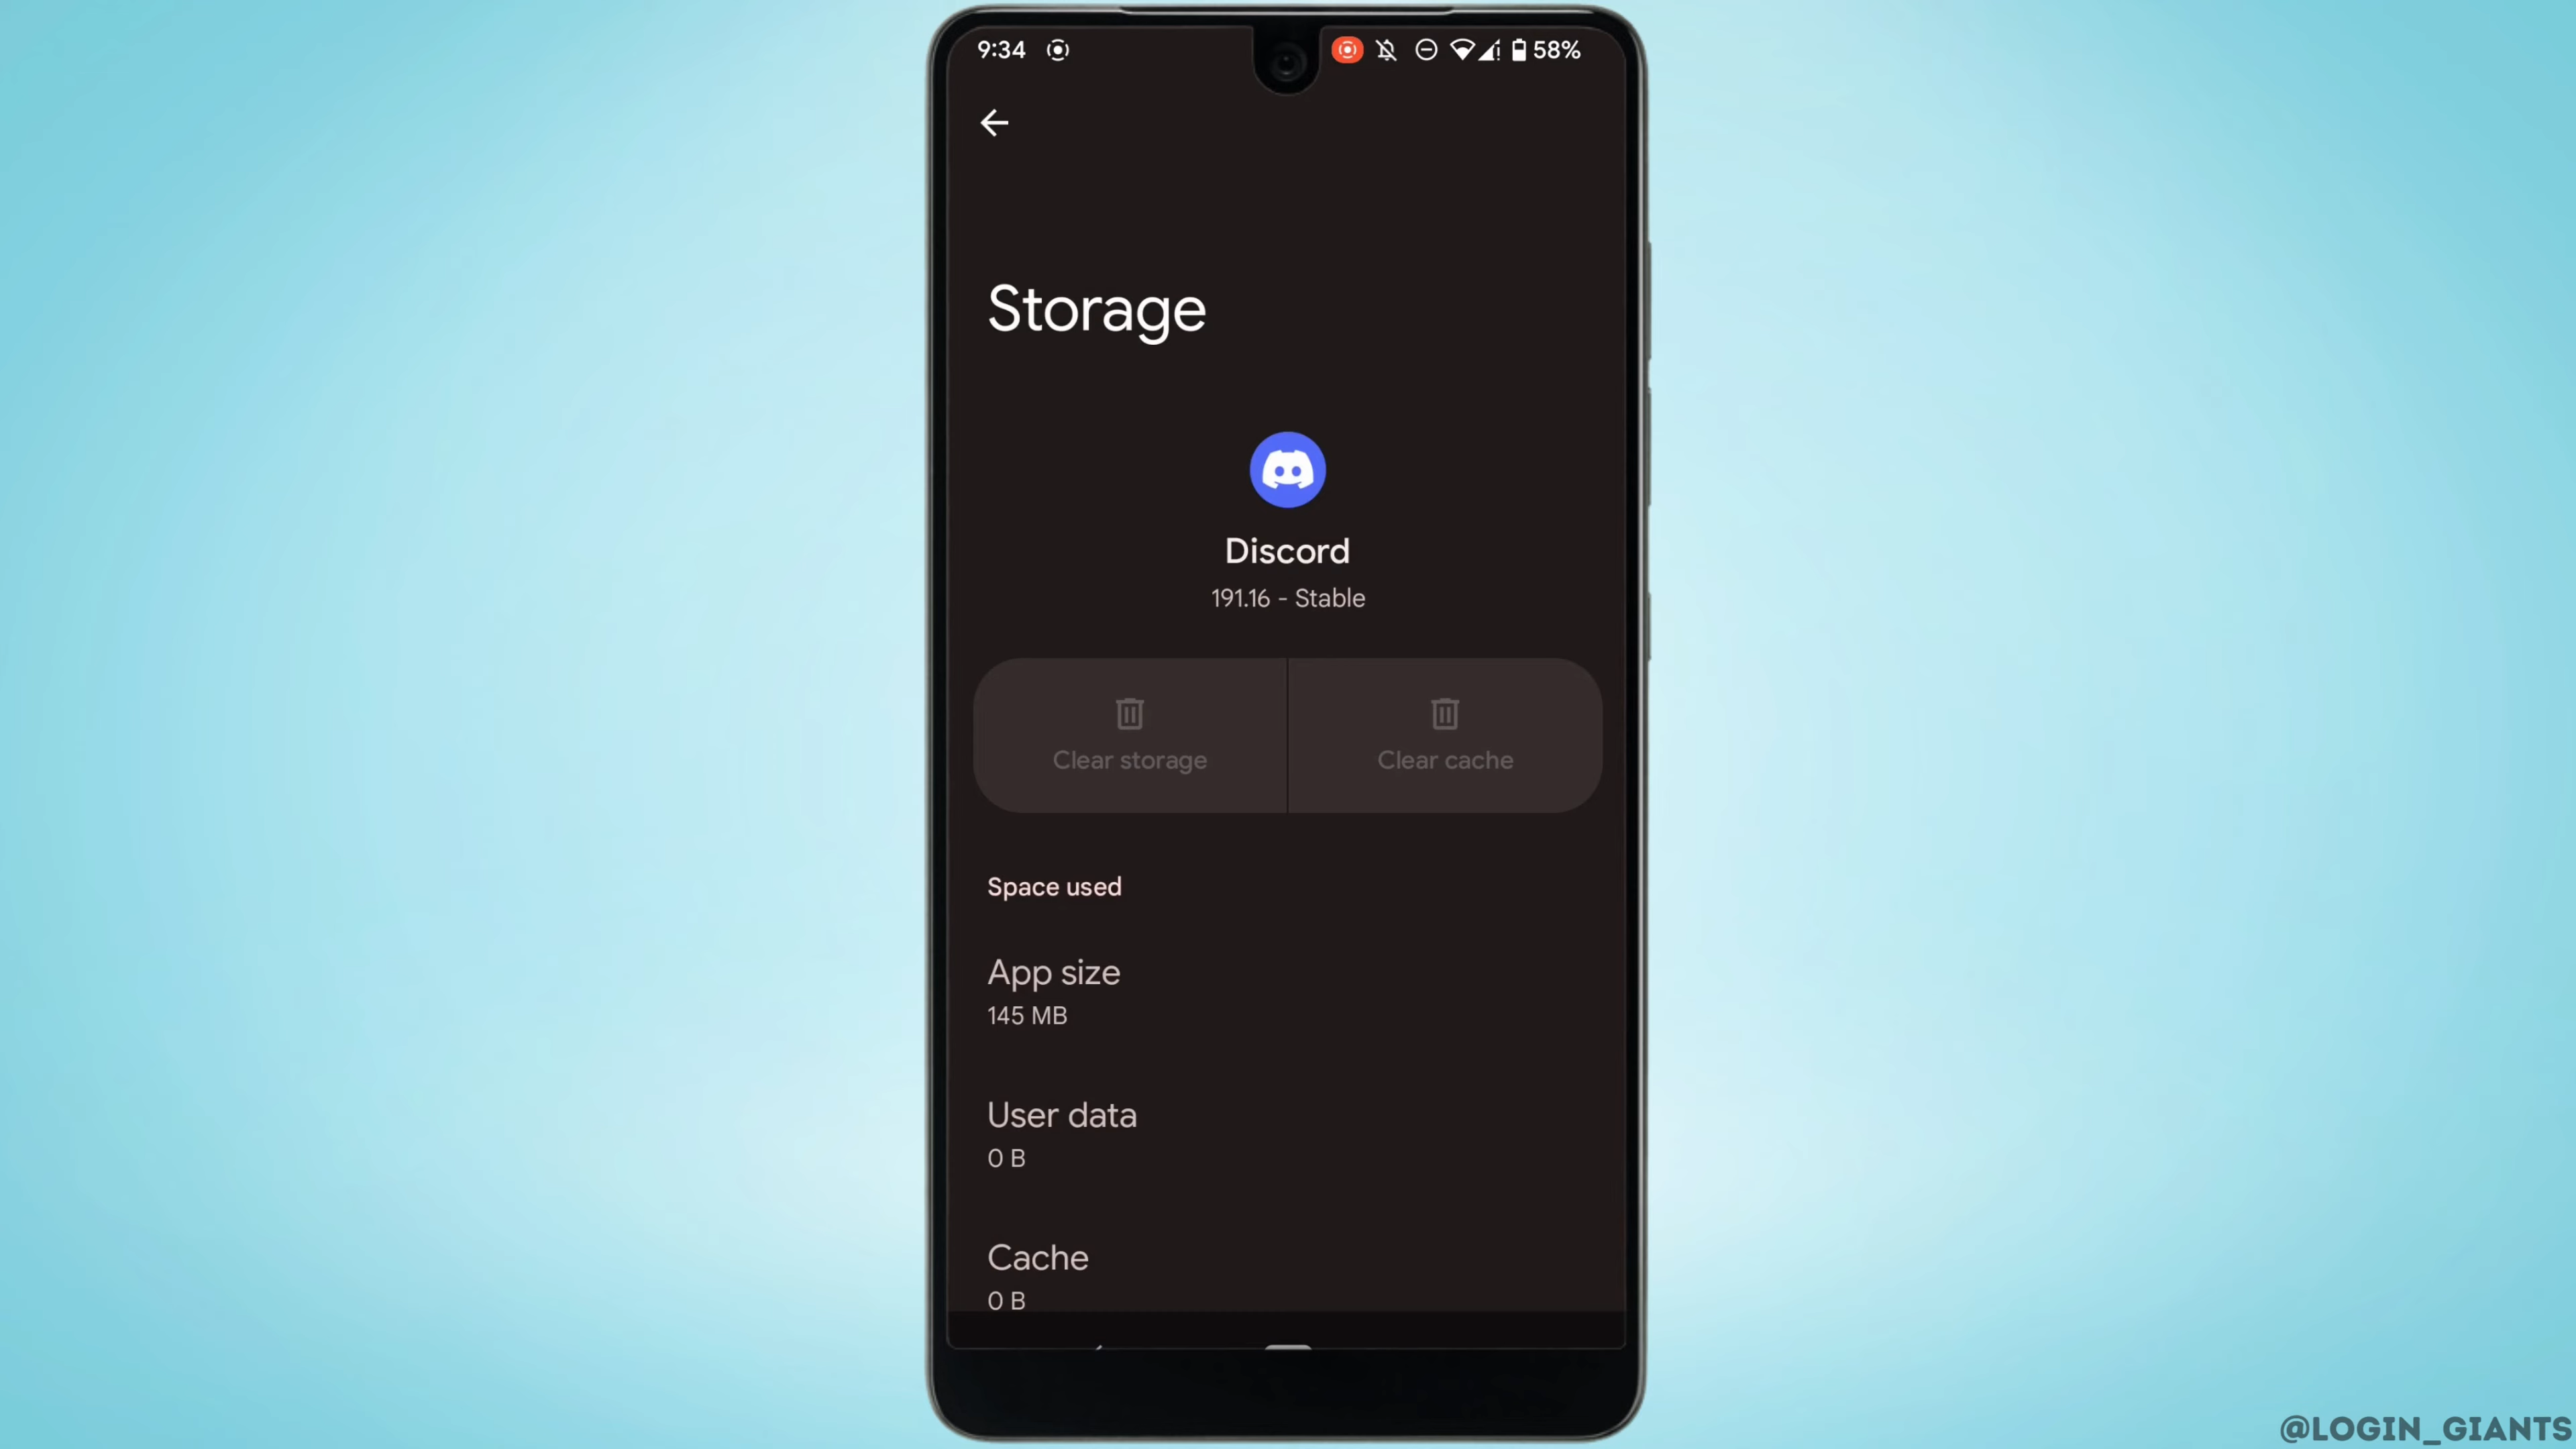 9:34
58%
Storage
Discord
191.16 - Stable
Clear storage
Clear cache
Space used
App size
145 MB
User data
0 B
Cache
0 B
@LOGIN_GIANTS